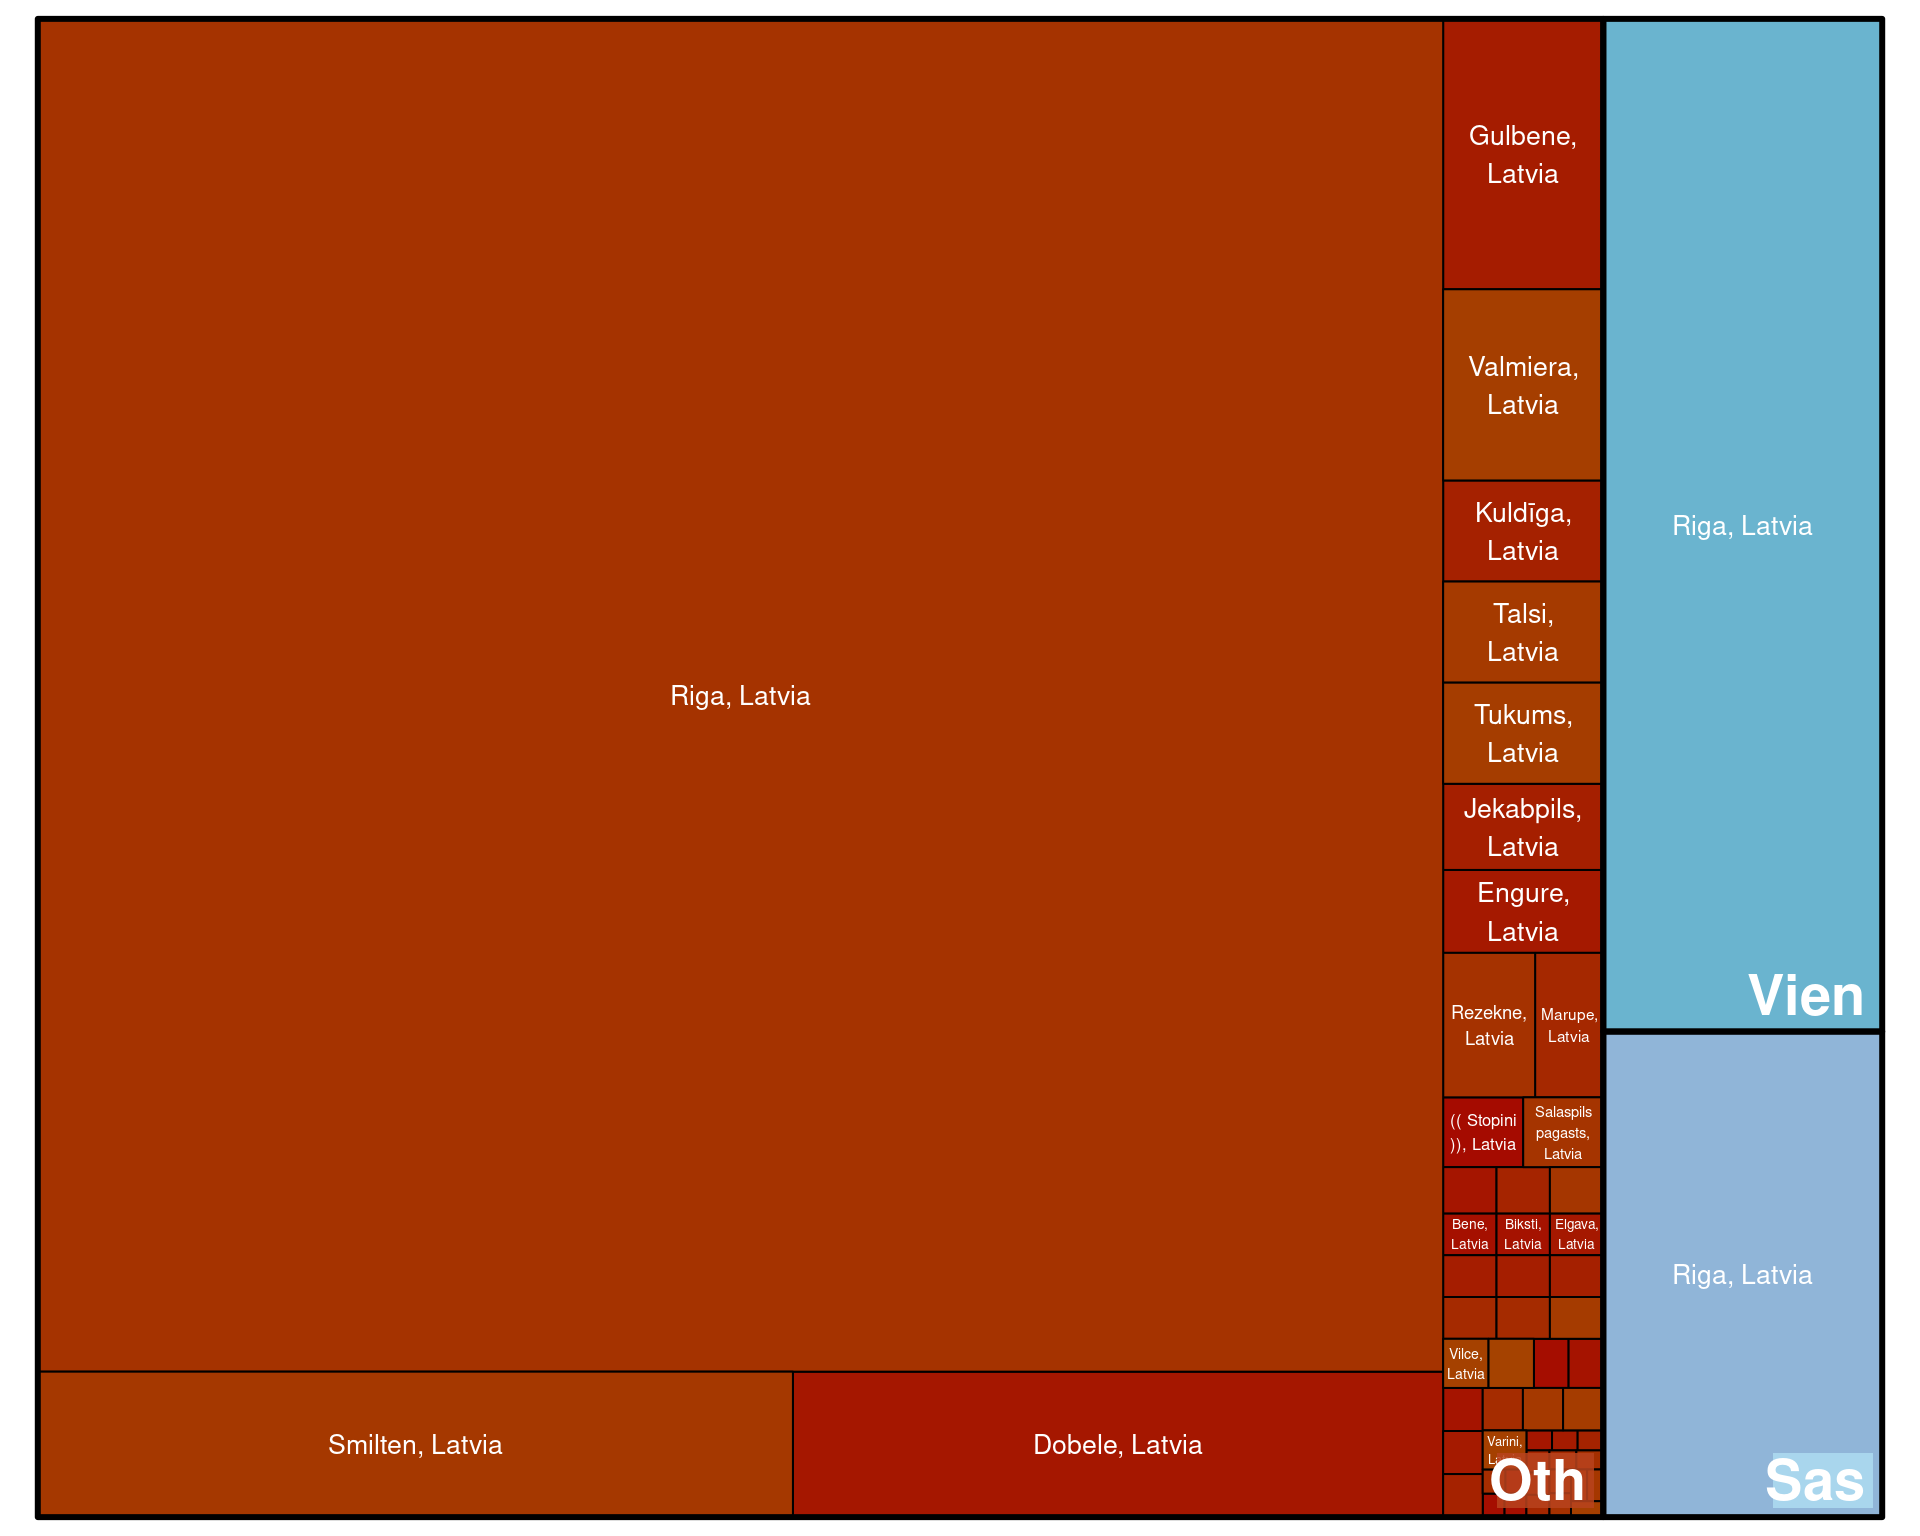 Riga, Latvia
Smilten, Latvia
Dobele, Latvia
Gulbene,
Latvia
Valmiera,
Latvia
Kuldīga,
Latvia
Talsi,
Latvia
Tukums,
Latvia
Jekabpils,
Latvia
Engure,
Latvia
Rezekne,
Latvia
Marupe,
Latvia
(( Stopini
)), Latvia
Salaspils
pagasts,
Latvia
Bene,
Latvia
Biksti,
Latvia
Elgava,
Latvia
Vilce,
Latvia
Varini,
Oth
Riga, Latvia
Vien
Riga, Latvia
Sas